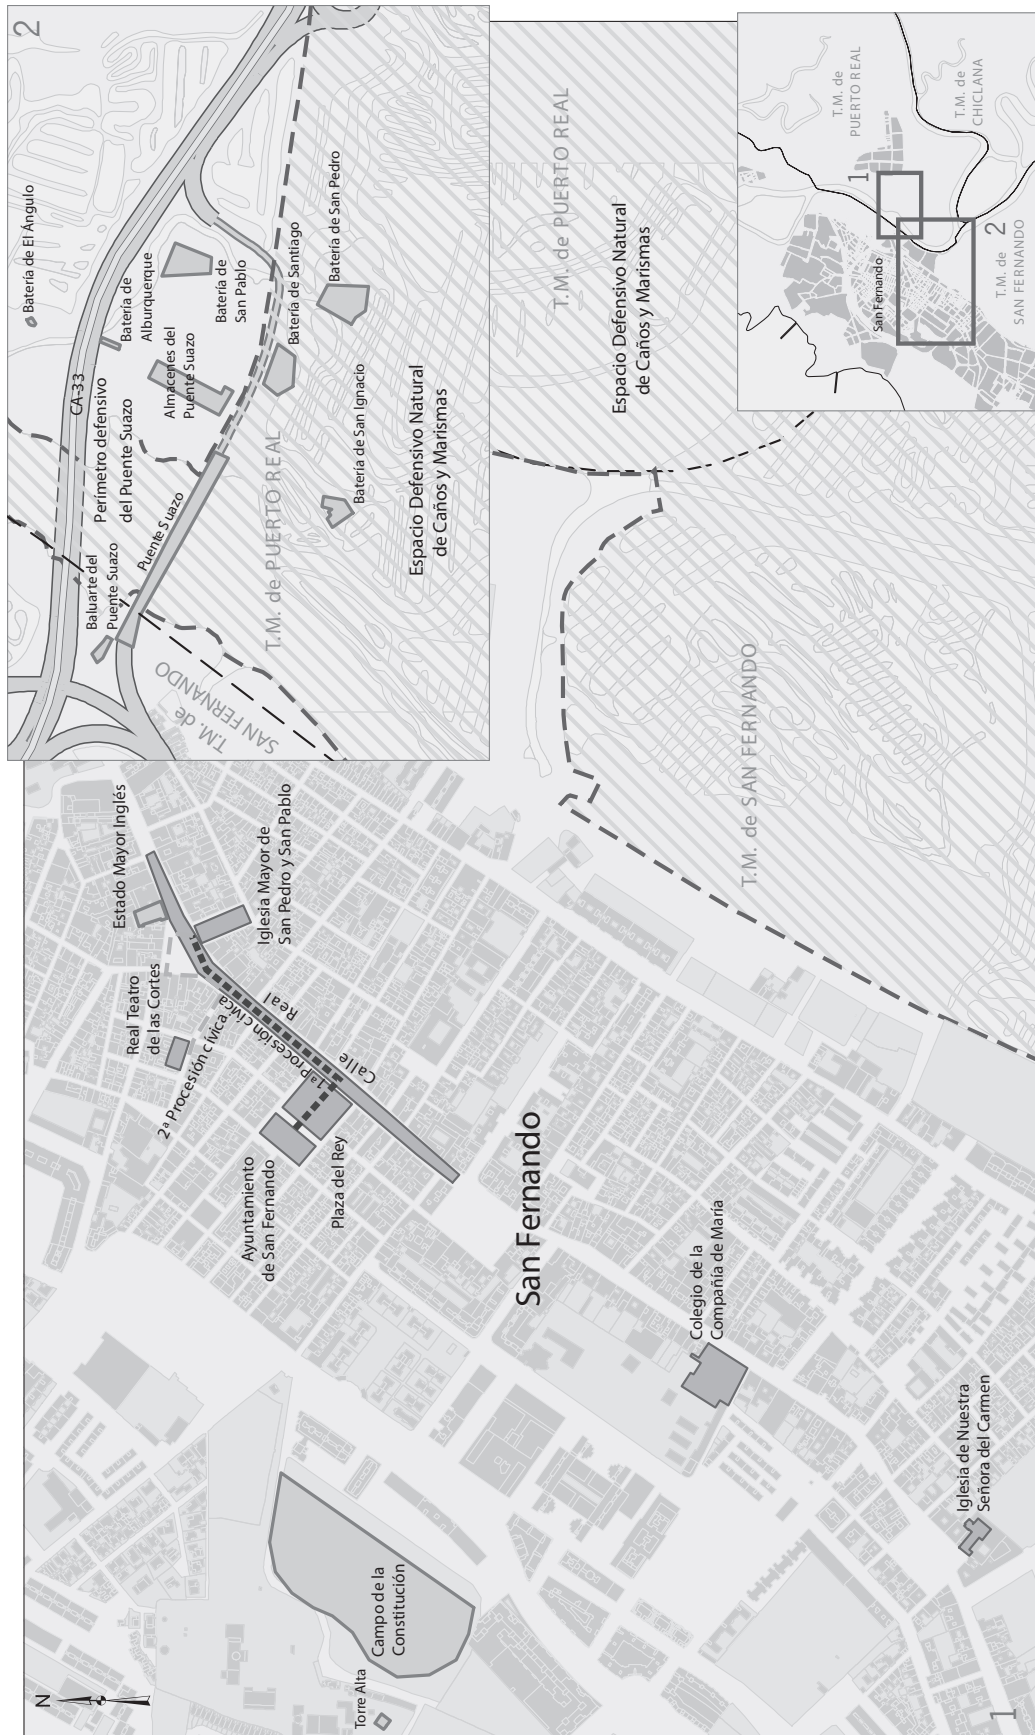 2
Batería de El Ángulo
CA-33
Batería de
Alburquerque
Batería de
San Pablo
Perímetro defensivo
del Puente Suazo
Almacenes del
Puente Suazo
Batería de Santiago
Batería de San Pedro
Baluarte del
Puente Suazo
Puente Suazo
Batería de San Ignacio
T.M. de PUERTO REAL
Espacio Defensivo Natural
de Caños y Marismas
T.M. de
SAN FERNANDO
T.M. de PUERTO REAL
Espacio Defensivo Natural
de Caños y Marismas
T.M. de
PUERTO REAL
T.M. de
CHICLANA
1
San Fernando
2
T.M. de
SAN FERNANDO
T.M. de SAN FERNANDO
Estado Mayor Inglés
Iglesia Mayor de
San Pedro y San Pablo
Real Teatro
de las Cortes
2ª Procesión cívica
1ª Procesión cívica
Calle Real
Ayuntamiento
de San Fernando
Plaza del Rey
San Fernando
Colegio de la
Compañía de María
Iglesia de Nuestra
Señora del Carmen
Campo de la
Constitución
Torre Alta
N
1